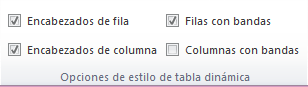 Encabezados de fila Filas con bandas
Encabezados de columna Columnas con bandas
Opciones de estilo de tabla dinámica